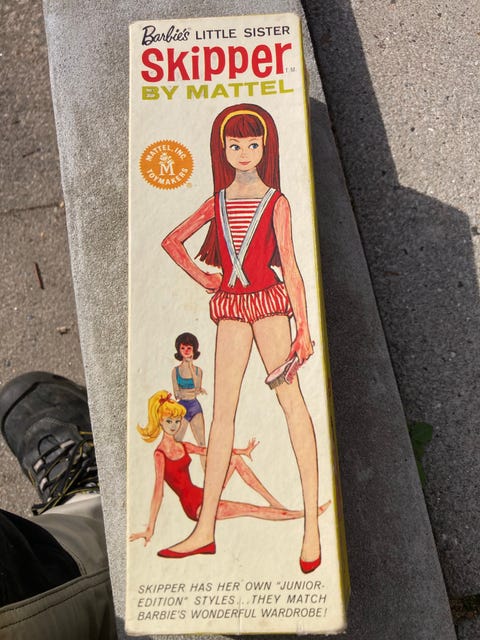 Barbie's LITTLE SISTER
Skipper T.M.
BY MATTEL
MATTEL, INC.
M
TOYMAKERS
®
SKIPPER HAS HER OWN "JUNIOR-
EDITION" STYLES...THEY MATCH
BARBIE'S WONDERFUL WARDROBE!